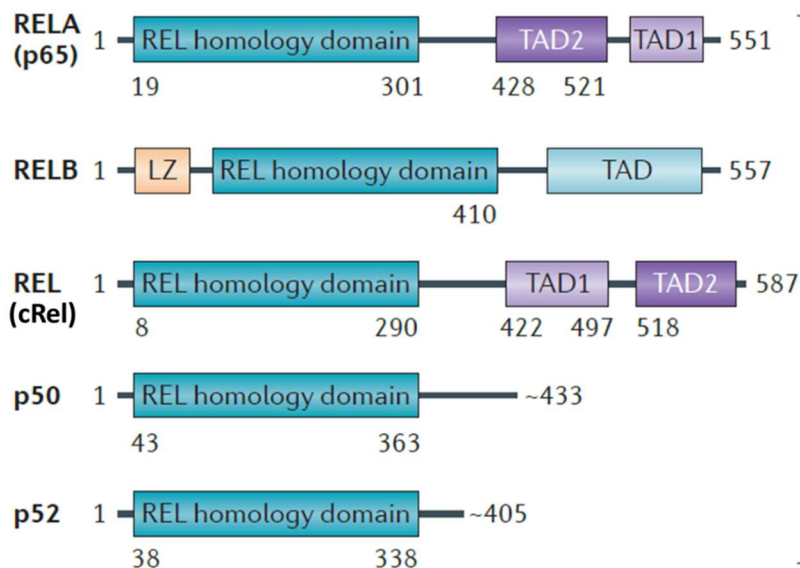 RELA
(p65)
1 REL homology domain TAD2 TAD1 551
19 301 428 521
RELB 1 LZ REL homology domain TAD 557
410
REL
(cRel)
1 REL homology domain TAD1 TAD2 587
8 290 422 497 518
p50 1 REL homology domain ~433
43 363
p52 1 REL homology domain ~405
38 338